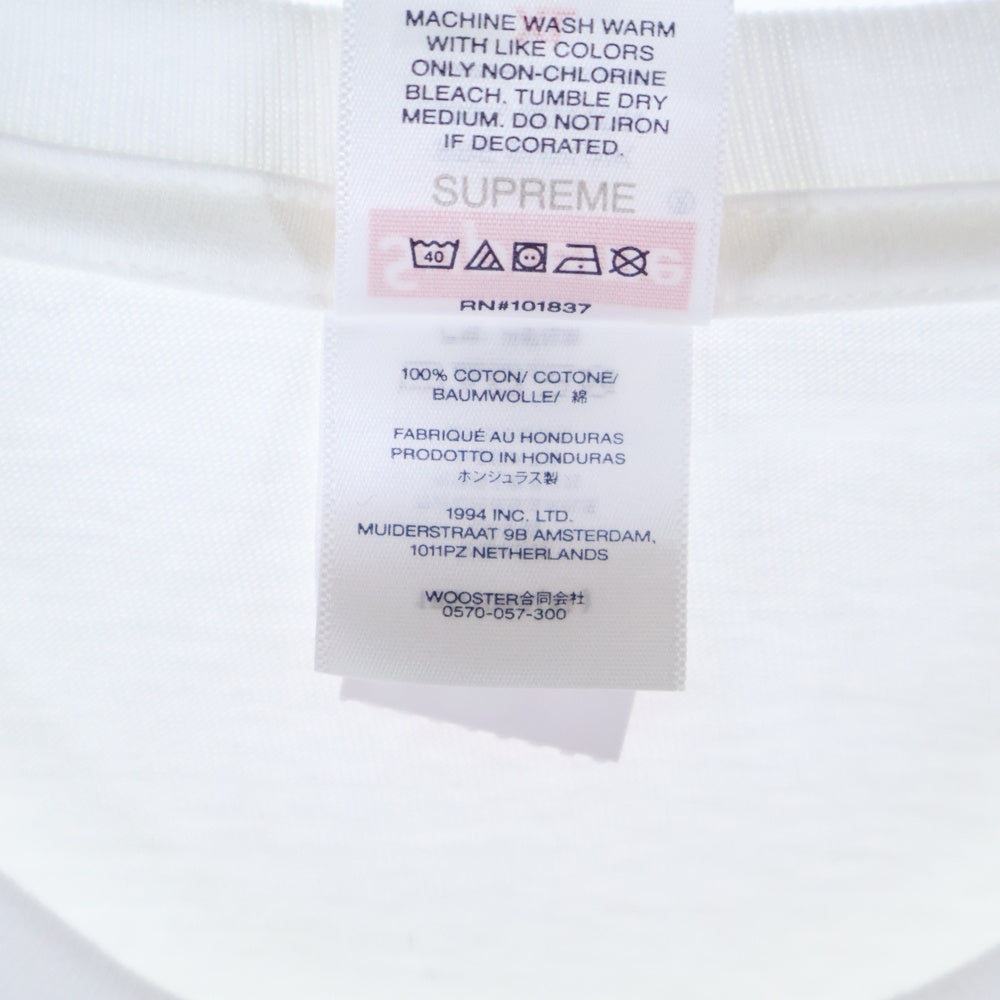 MACHINE WASH WARM
WITH LIKE COLORS
ONLY NON-CHLORINE
BLEACH. TUMBLE DRY
MEDIUM. DO NOT IRON
IF DECORATED.
SUPREME
40
RN#101837
100% COTON/ COTONE/
BAUMWOLLE/ 綿
FABRIQUÉ AU HONDURAS
PRODOTTO IN HONDURAS
ホンジュラス製
1994 INC. LTD.
MUIDERSTRAAT 9B AMSTERDAM,
1011PZ NETHERLANDS
WOOSTER合同会社
0570-057-300